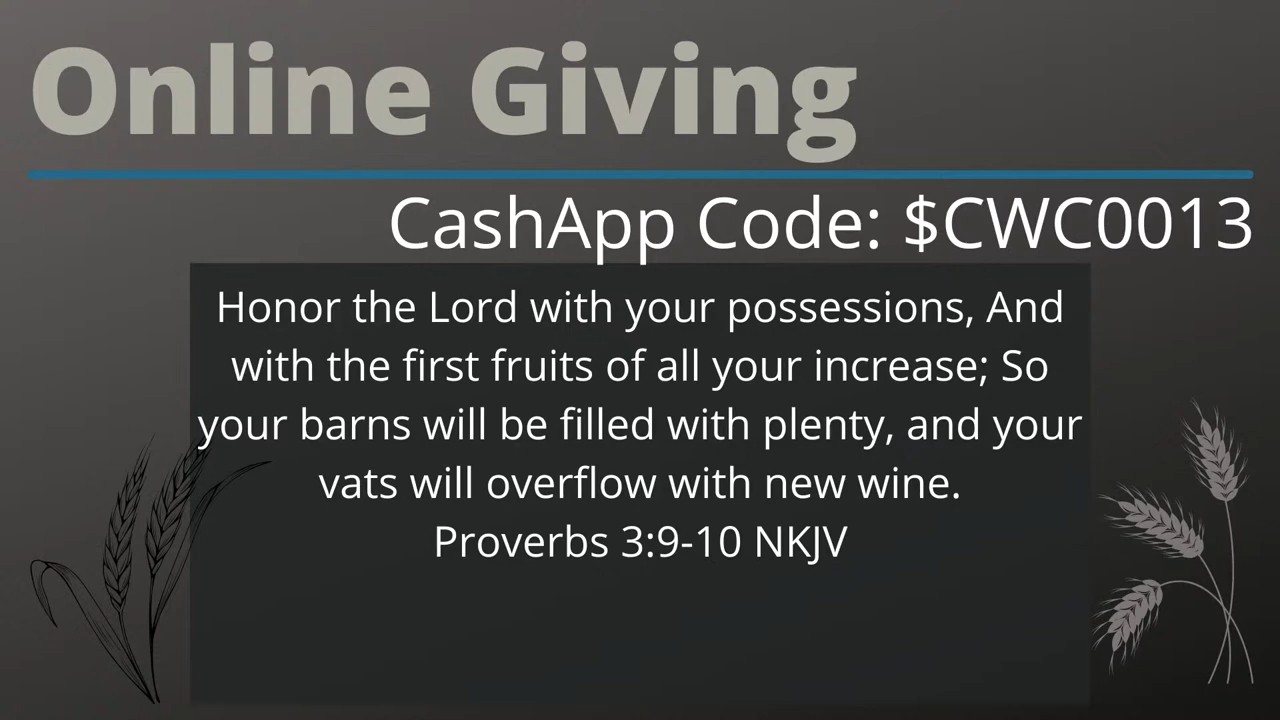 Online Giving
CashApp Code: $CWC0013
Honor the Lord with your possessions, And
with the first fruits of all your increase; So
your barns will be filled with plenty, and your
vats will overflow with new wine.
Proverbs 3:9-10 NKJV